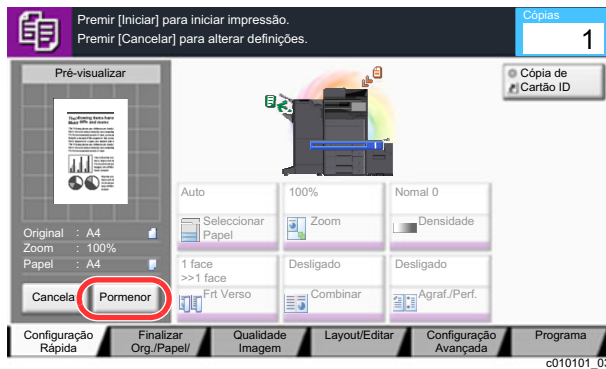 Premir [Iniciar] para iniciar impressão.
Premir [Cancelar] para alterar definições.
Cópias
1
Pré-visualizar
Original : A4
Zoom : 100%
Papel : A4
Cancela
Pormenor
Cópia de
Cartão ID
Auto
Seleccionar
Papel
100%
Zoom
Nomal 0
Densidade
1 face
>>1 face
Frt Verso
Desligado
Combinar
Desligado
Agraf./Perf.
Configuração
Rápida
Finalizar
Org./Papel/
Qualidade
Imagem
Layout/Editar
Configuração
Avançada
Programa